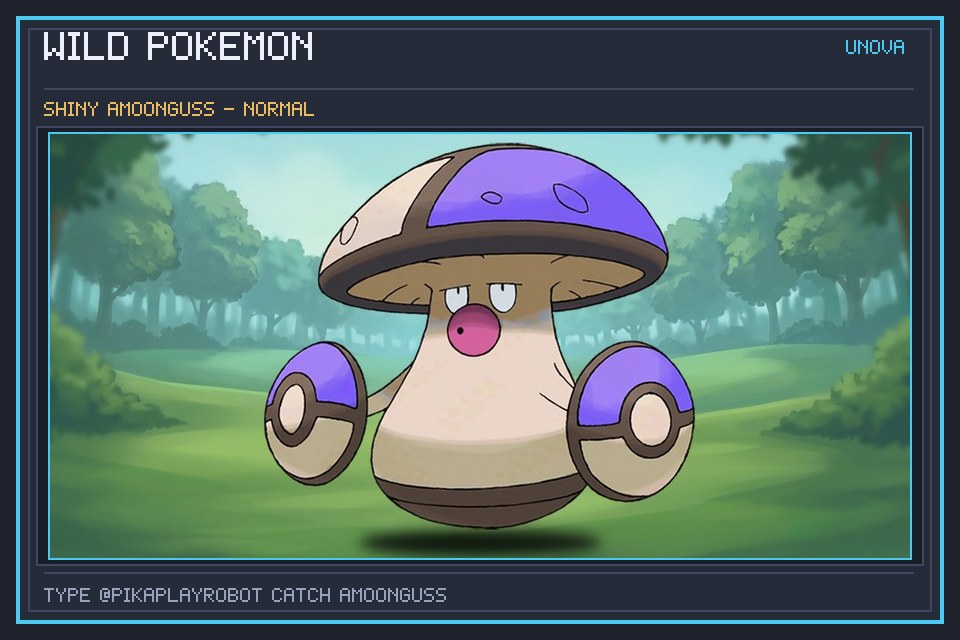 WILD POKEMON
UNOVA
SHINY AMOONGUSS - NORMAL
TYPE @PIKAPLAYROBOT CATCH AMOONGUSS